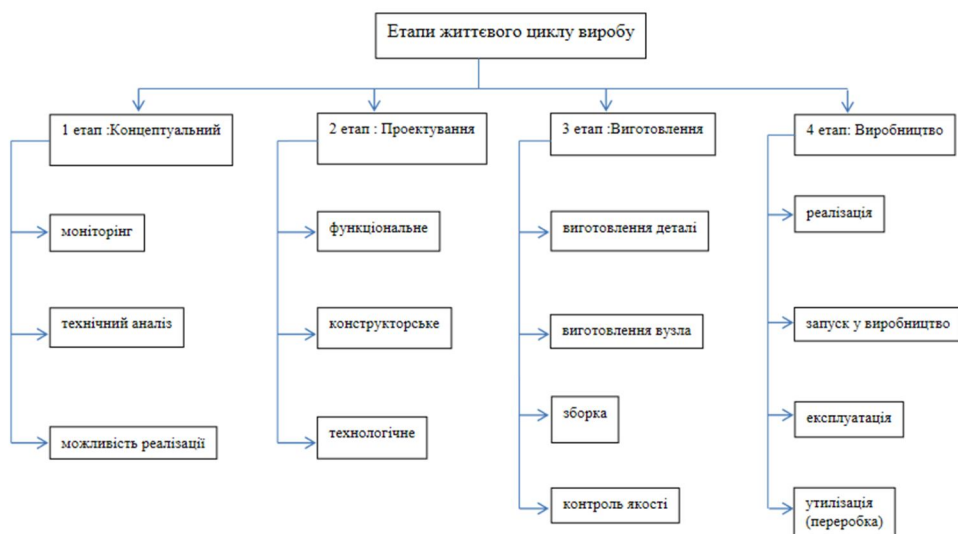 Етапи життєвого циклу виробу
1 етап :Концептуальний
моніторінг
технічний аналіз
можливість реалізації
2 етап : Проектування
функціональне
конструкторське
технологічне
3 етап :Виготовлення
виготовлення деталі
виготовлення вузла
зборка
контроль якості
4 етап: Виробництво
реалізація
запуск у виробництво
експлуатація
утилізація
(переробка)